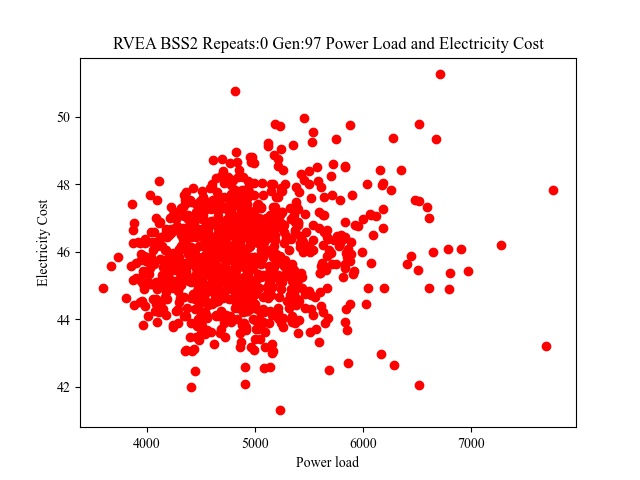 RVEA BSS2 Repeats:0 Gen:97 Power Load and Electricity Cost
50
48
46
44
42
Electricity Cost
4000 5000 6000 7000
Power load